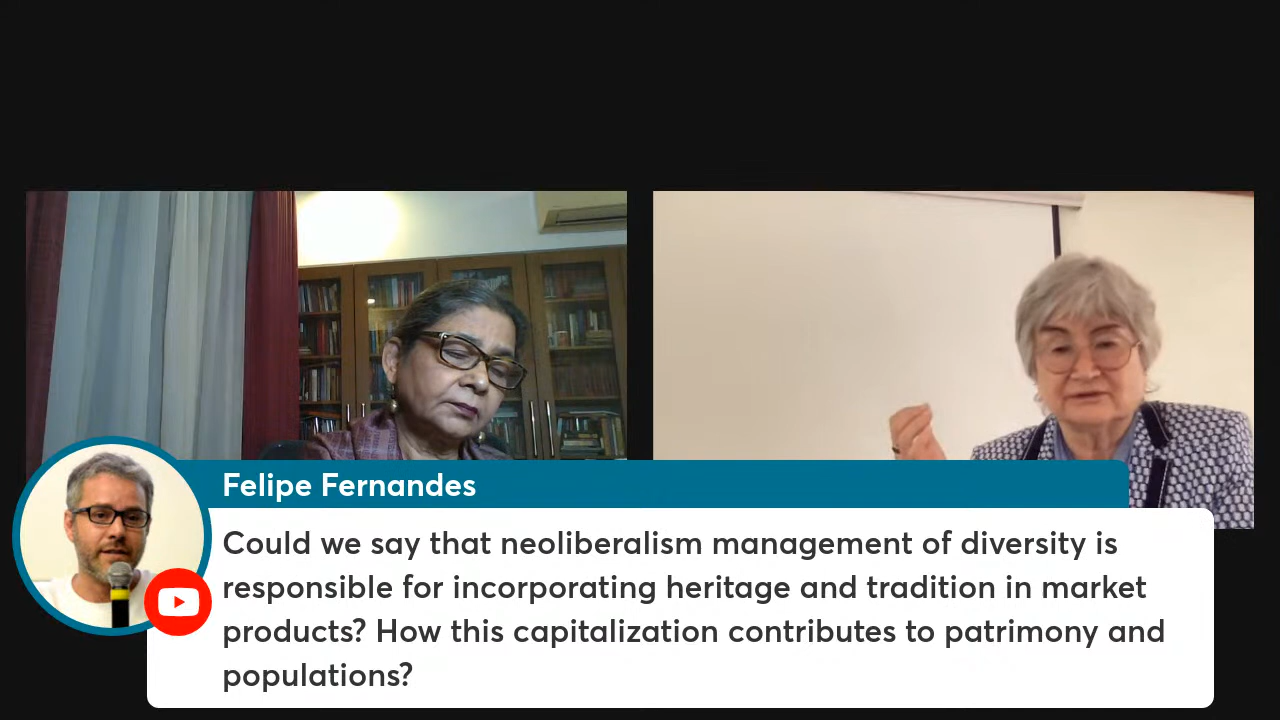 Felipe Fernandes
Could we say that neoliberalism management of diversity is
responsible for incorporating heritage and tradition in market
products? How this capitalization contributes to patrimony and
populations?